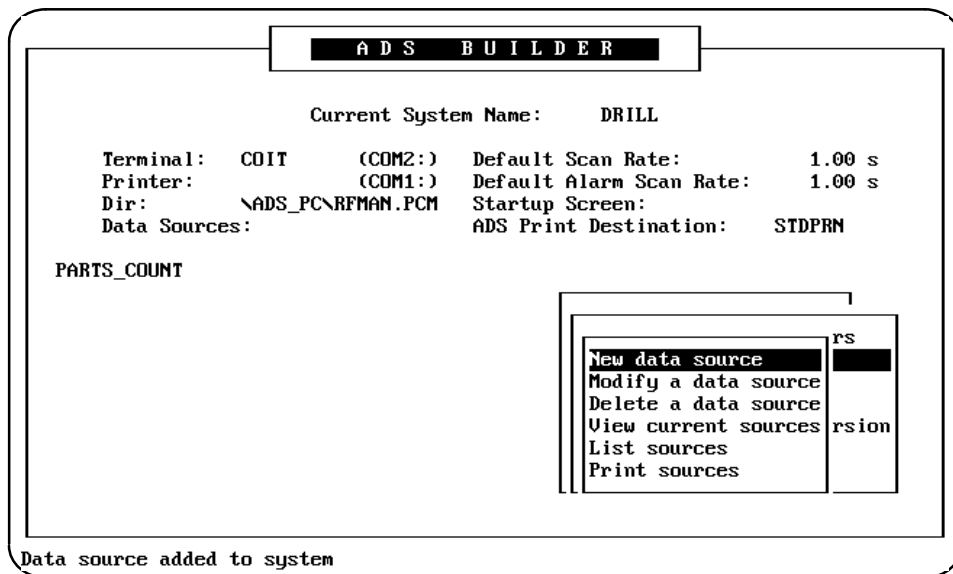 ADS BUILDER
Current System Name: DRILL
Terminal: COIT (COM2:) Default Scan Rate: 1.00 s
Printer: (COM1:) Default Alarm Scan Rate: 1.00 s
Dir: \ADS_PC\RFMAN.PCM Startup Screen:
Data Sources: ADS Print Destination: STDPRN
PARTS_COUNT
rs
New data source
Modify a data source
Delete a data source
View current sources rsion
List sources
Print sources
Data source added to system